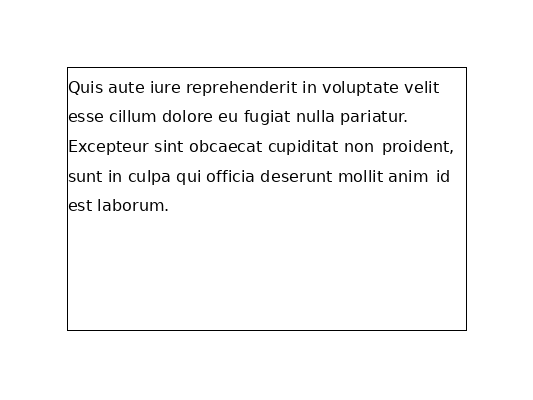 Quis aute iure reprehenderit in voluptate velit
esse cillum dolore eu fugiat nulla pariatur.
Excepteur sint obcaecat cupiditat non proident,
sunt in culpa qui officia deserunt mollit anim id
est laborum.